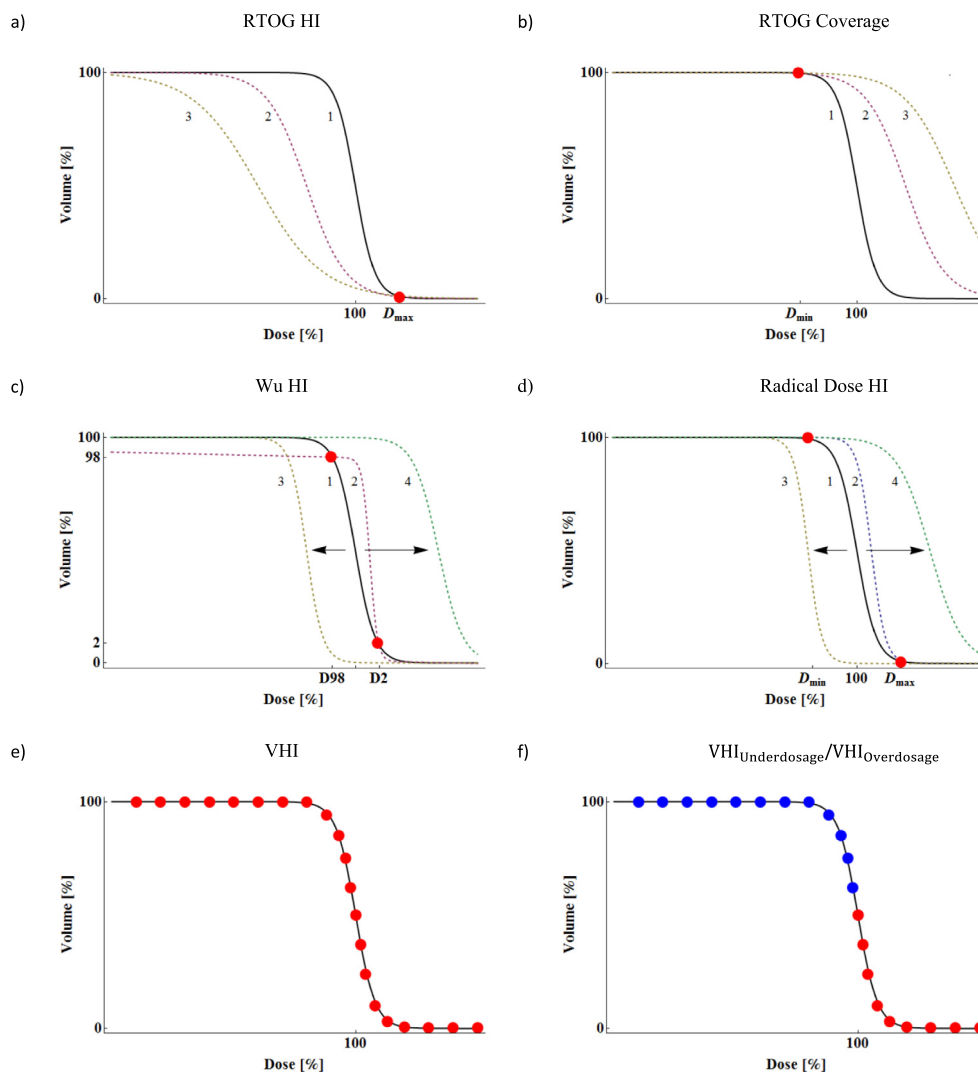 a)
RTOG HI
100
Volume [%]
3
2
1
0
100
Dmax
Dose [%]
b)
RTOG Coverage
100
Volume [%]
1
2
3
0
Dmin
100
Dose [%]
c)
Wu HI
100
98
Volume [%]
3
1
2
4
2
0
D98
D2
Dose [%]
d)
Radical Dose HI
100
Volume [%]
3
1
2
4
0
Dmin
100
Dmax
Dose [%]
e)
VHI
100
Volume [%]
0
100
Dose [%]
f)
VHIUnderdosage/VHIOverdosage
100
Volume [%]
0
100
Dose [%]